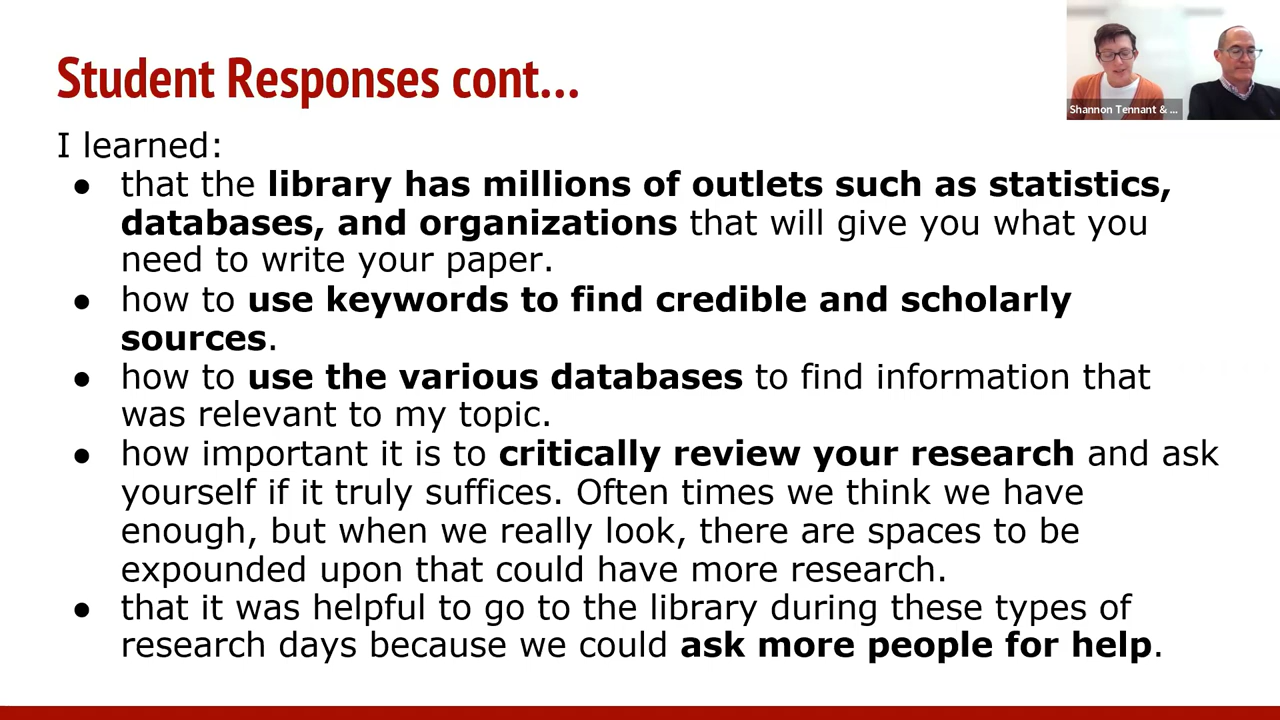 Student Responses cont...
Shannon Tennant & ...
I learned:
● that the library has millions of outlets such as statistics,
databases, and organizations that will give you what you
need to write your paper.
● how to use keywords to find credible and scholarly
sources.
● how to use the various databases to find information that
was relevant to my topic.
● how important it is to critically review your research and ask
yourself if it truly suffices. Often times we think we have
enough, but when we really look, there are spaces to be
expounded upon that could have more research.
● that it was helpful to go to the library during these types of
research days because we could ask more people for help.